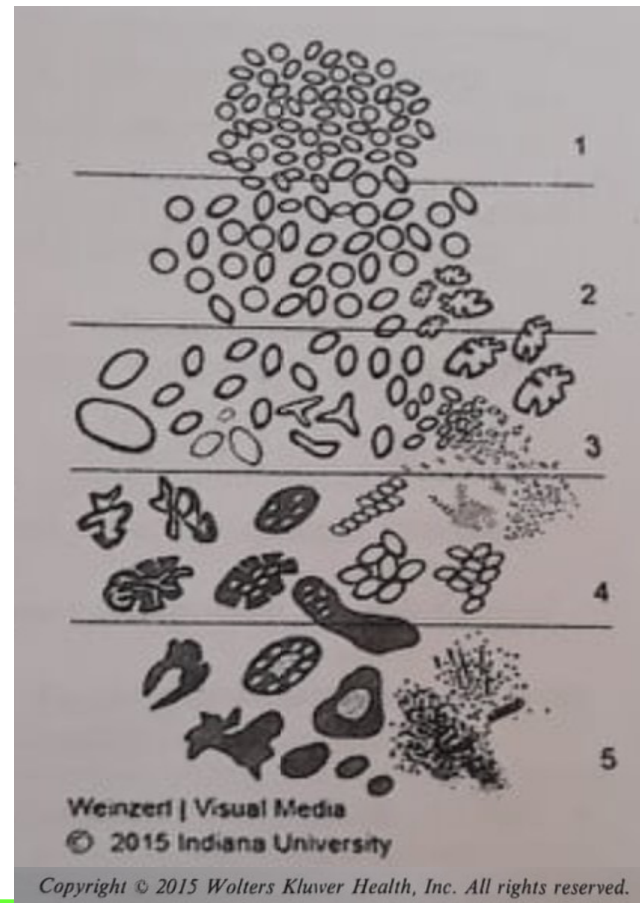 1
2
3
4
5
Weinzerl | Visual Media
© 2015 Indiana University
Copyright © 2015 Wolters Kluwer Health, Inc. All rights reserved.